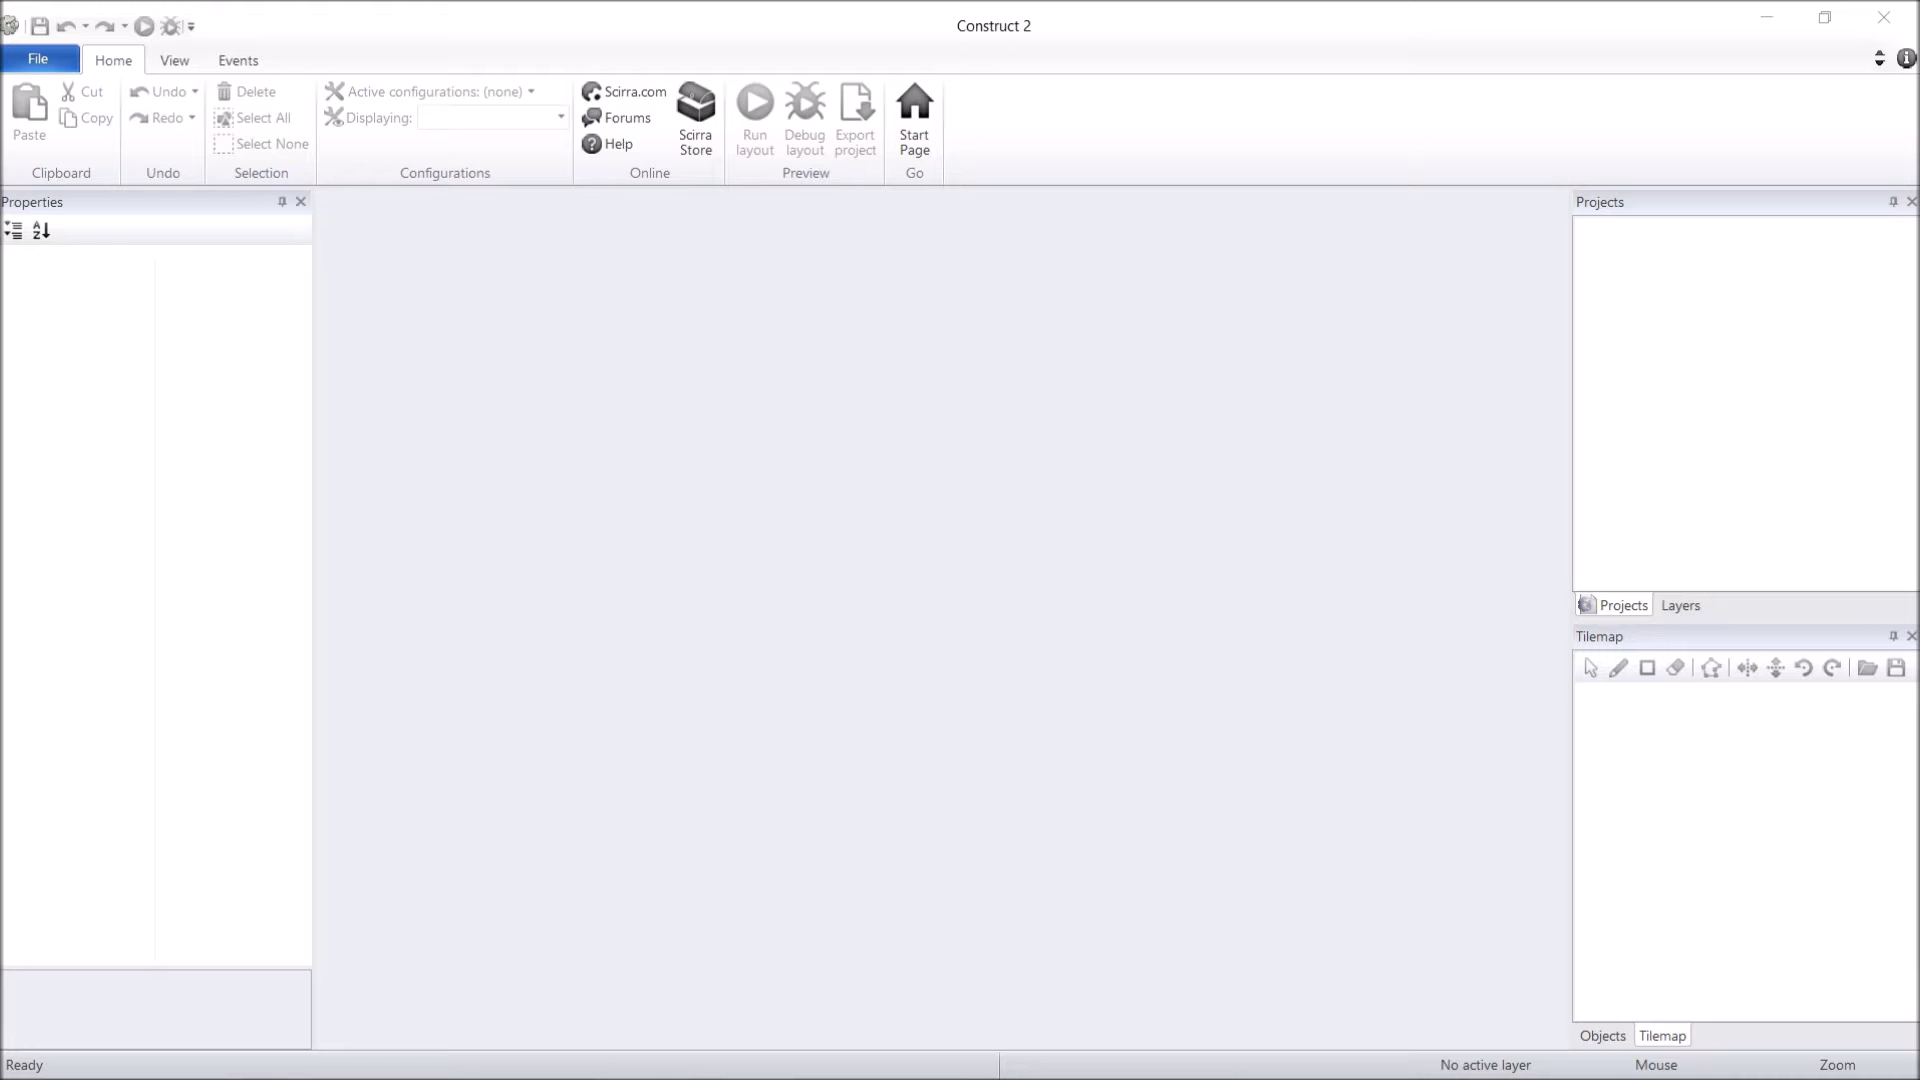 Construct 2
File
Home
View
Events
Paste
Cut
Copy
Clipboard
Undo
Redo
Undo
Delete
Select All
Select None
Selection
Active configurations: (none)
Displaying:
Configurations
Scirra.com
Forums
Help
Scirra
Store
Online
Run
layout
Debug
layout
Export
project
Preview
Start
Page
Go
Properties
A
Z
Projects
Projects
Layers
Tilemap
Objects
Tilemap
Ready
No active layer
Mouse
Zoom